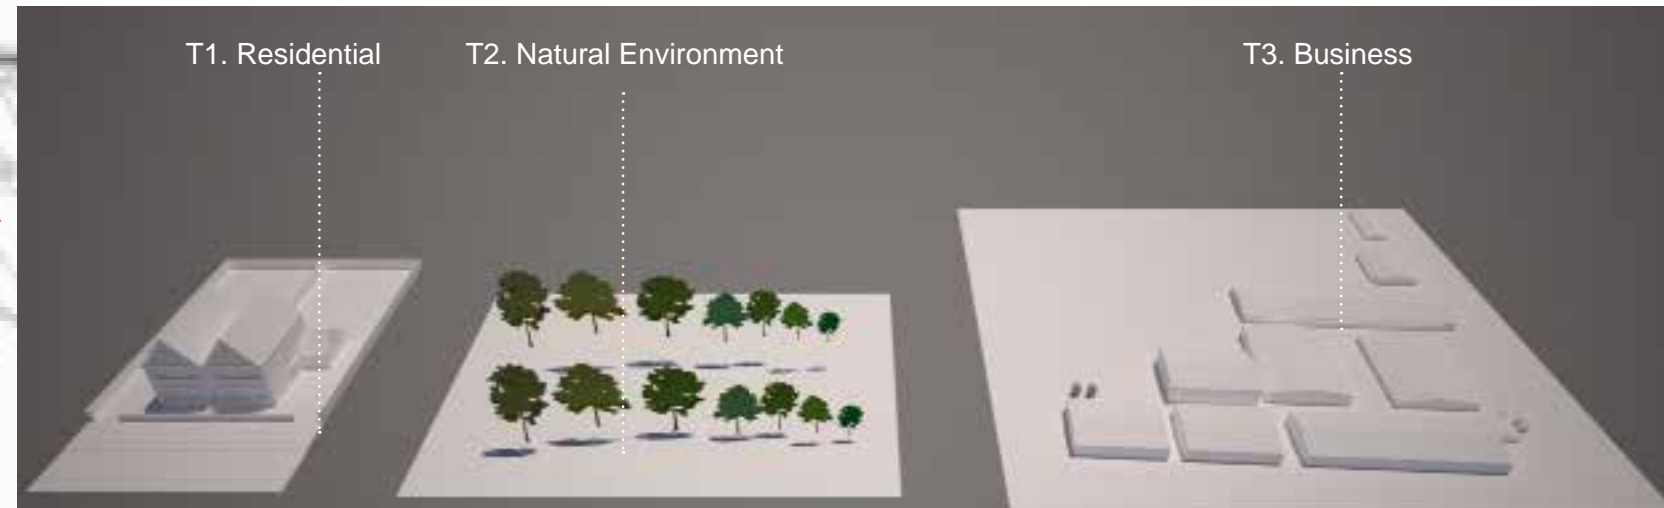 T1. Residential
T2. Natural Environment
T3. Business